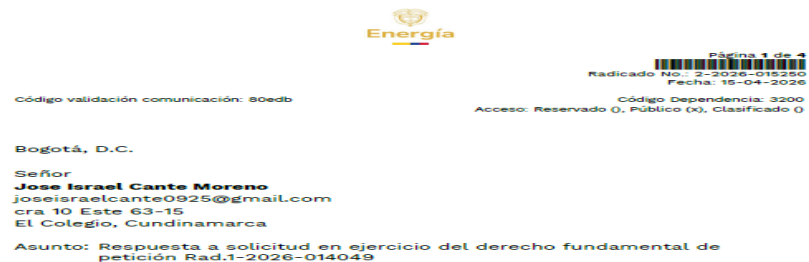 Energía
Página 1 de 4
Radicado No.: 2-2026-015250
Fecha: 15-04-2026
Código validación comunicación: 80edb
Código Dependencia: 3200
Acceso: Reservado (), Público (x), Clasificado ()
Bogotá, D.C.
Señor
Jose Israel Cante Moreno
joseisraelcante0925@gmail.com
cra 10 Este 63-15
El Colegio, Cundinamarca
Asunto: Respuesta a solicitud en ejercicio del derecho fundamental de
petición Rad.1-2026-014049